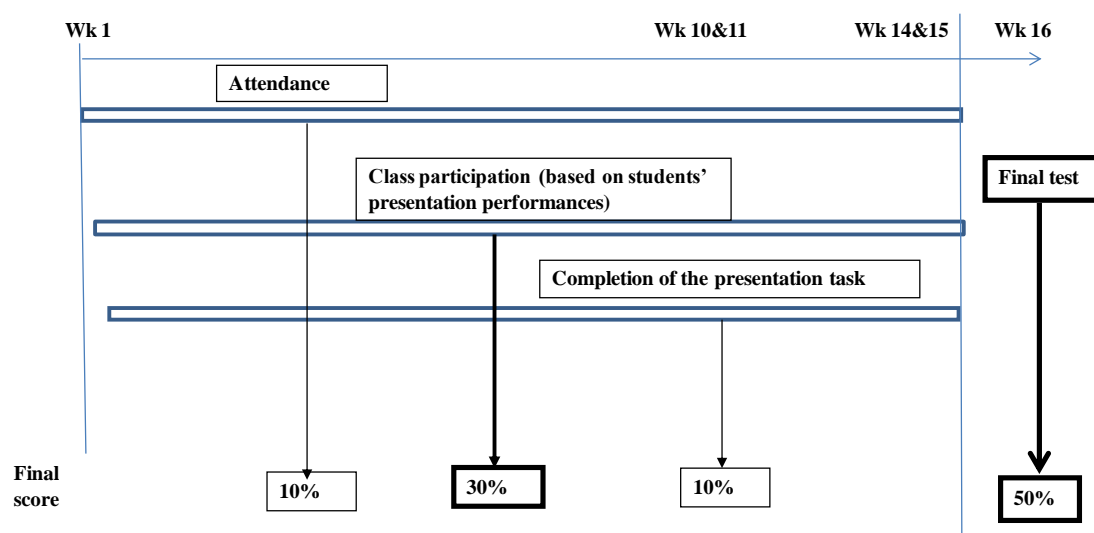 Wk 1
Wk 10&11
Wk 14&15
Wk 16
Attendance
Class participation (based on students’
presentation performances)
Final test
Completion of the presentation task
Final
score
10%
30%
10%
50%